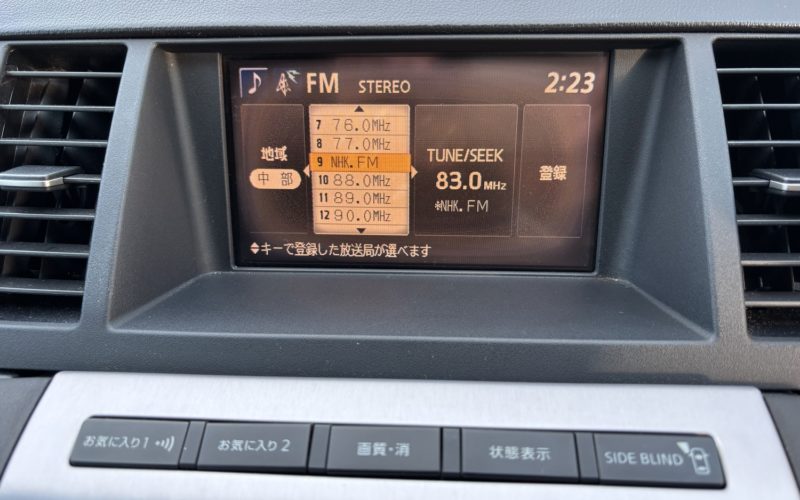 FM STEREO 2:23
地域
中部
7 76.0MHz
8 77.0MHz
9 NHK.FM
10 88.0MHz
11 89.0MHz
12 90.0MHz
TUNE/SEEK
83.0MHz
※NHK.FM
登録
キーで登録した放送局が選べます
お気に入り1
お気に入り2
画質・消
状態表示
SIDE BLIND